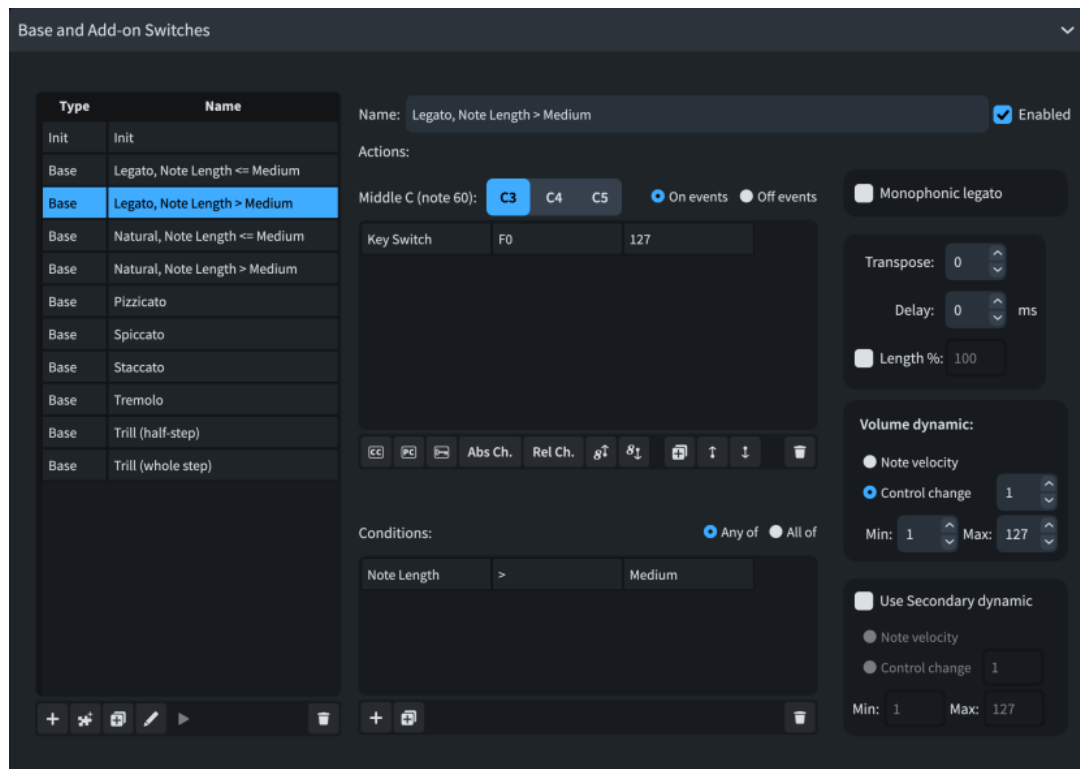 Base and Add-on Switches
Type Name
Init Init
Base Legato, Note Length <= Medium
Base Legato, Note Length > Medium
Base Natural, Note Length <= Medium
Base Natural, Note Length > Medium
Base Pizzicato
Base Spiccato
Base Staccato
Base Tremolo
Base Trill (half-step)
Base Trill (whole step)
Name: Legato, Note Length > Medium Enabled
Actions:
Middle C (note 60): C3 C4 C5 On events Off events
Key Switch F0 127
CC PC Abs Ch. Rel Ch. 8 8
Conditions: Any of All of
Note Length > Medium
Monophonic legato
Transpose: 0
Delay: 0 ms
Length %: 100
Volume dynamic:
Note velocity
Control change 1
Min: 1 Max: 127
Use Secondary dynamic
Note velocity
Control change 1
Min: 1 Max: 127